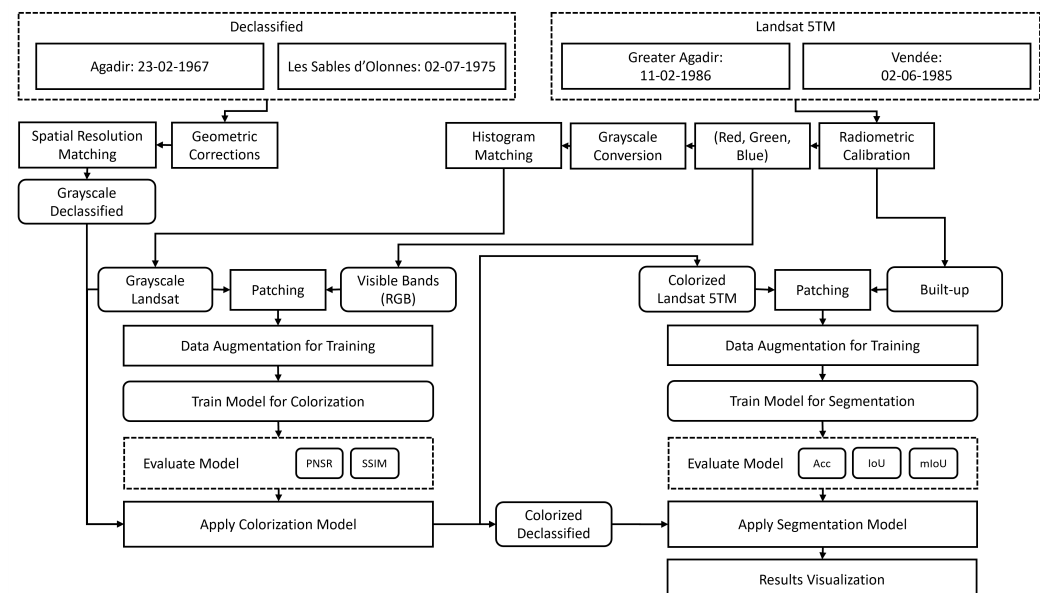 Declassified
Agadir: 23-02-1967
Les Sables d'Olonnes: 02-07-1975
Landsat 5TM
Greater Agadir:
11-02-1986
Vendée:
02-06-1985
Spatial Resolution
Matching
Geometric
Corrections
Histogram
Matching
Grayscale
Conversion
(Red, Green,
Blue)
Radiometric
Calibration
Grayscale
Declassified
Grayscale
Landsat
Patching
Visible Bands
(RGB)
Colorized
Landsat 5TM
Patching
Built-up
Data Augmentation for Training
Data Augmentation for Training
Train Model for Colorization
Train Model for Segmentation
Evaluate Model
PNSR
SSIM
Evaluate Model
Acc
IoU
mIoU
Apply Colorization Model
Colorized
Declassified
Apply Segmentation Model
Results Visualization